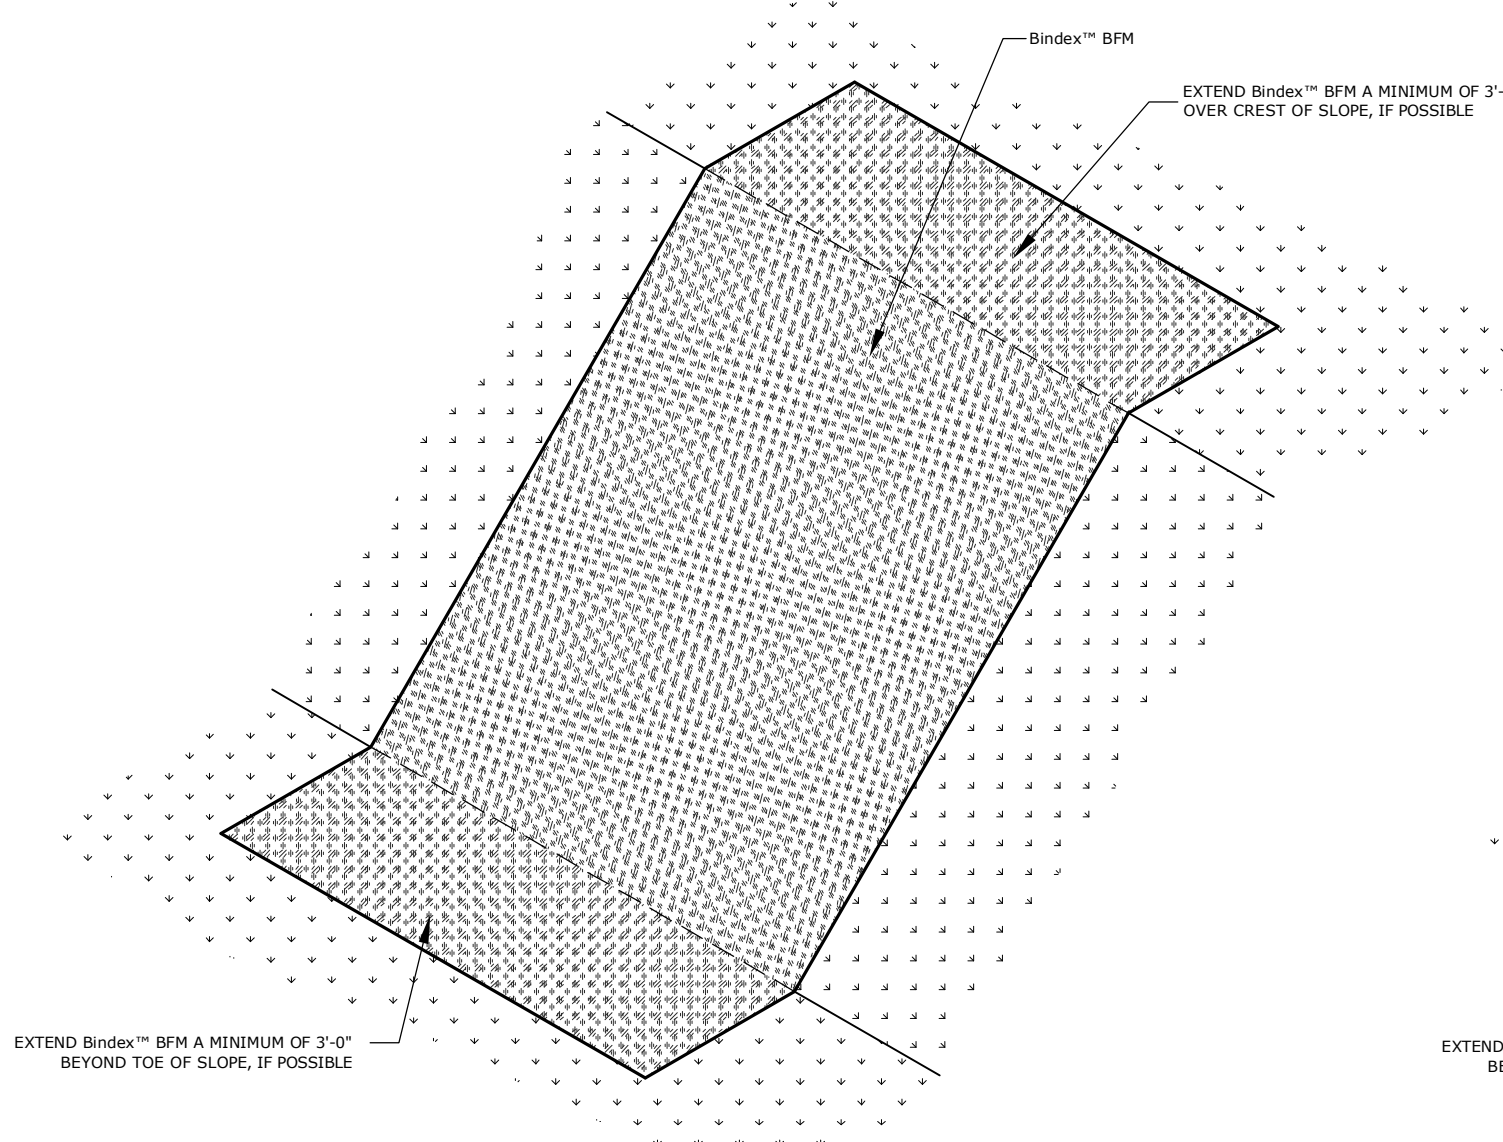 Bindex™ BFM
EXTEND Bindex™ BFM A MINIMUM OF 3'-
OVER CREST OF SLOPE, IF POSSIBLE
EXTEND Bindex™ BFM A MINIMUM OF 3'-0"
BEYOND TOE OF SLOPE, IF POSSIBLE
EXTEND
BE